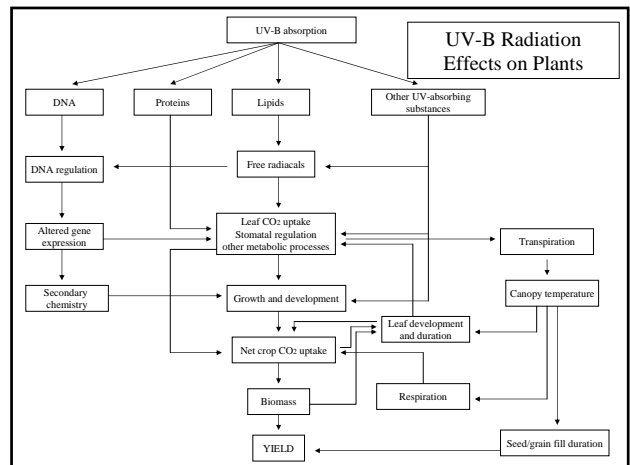 UV-B absorption
UV-B Radiation
Effects on Plants
DNA
Proteins
Lipids
Other UV-absorbing
substances
DNA regulation
Free radiacals
Altered gene
expression
Leaf CO2 uptake
Stomatal regulation
other metabolic processes
Transpiration
Secondary
chemistry
Growth and development
Canopy temperature
Leaf development
and duration
Net crop CO2 uptake
Biomass
Respiration
YIELD
Seed/grain fill duration